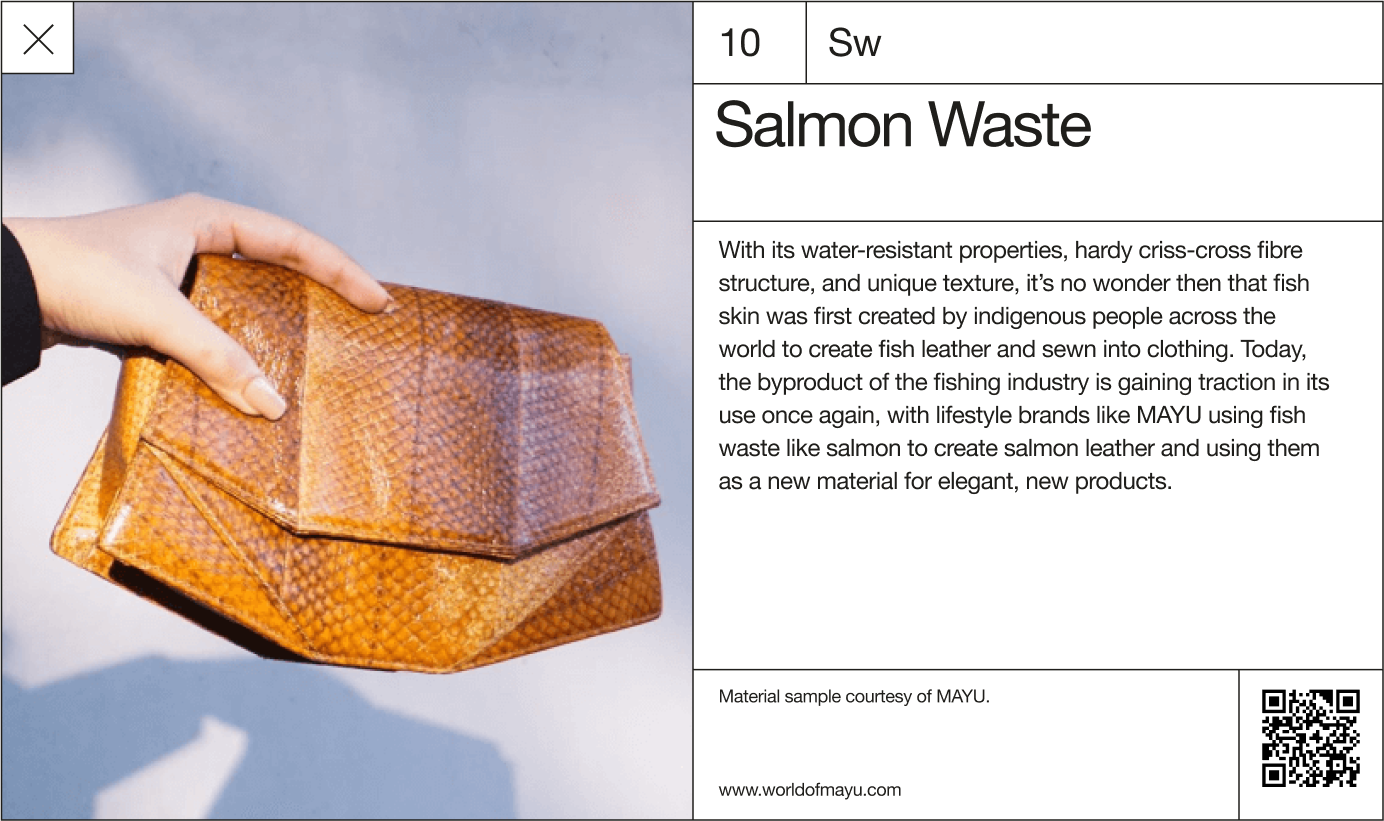 10
Sw
Salmon Waste
With its water-resistant properties, hardy criss-cross fibre
structure, and unique texture, it’s no wonder then that fish
skin was first created by indigenous people across the
world to create fish leather and sewn into clothing. Today,
the byproduct of the fishing industry is gaining traction in its
use once again, with lifestyle brands like MAYU using fish
waste like salmon to create salmon leather and using them
as a new material for elegant, new products.
Material sample courtesy of MAYU.
www.worldofmayu.com